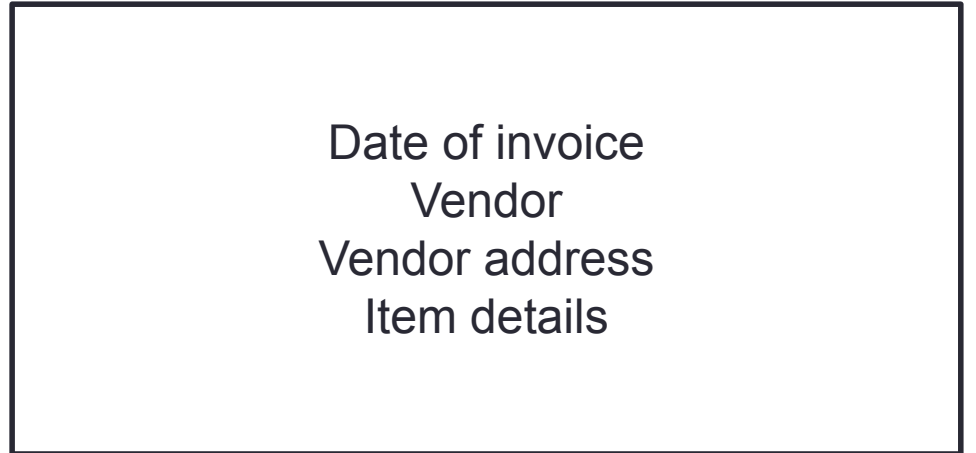 Date of invoice
Vendor
Vendor address
Item details